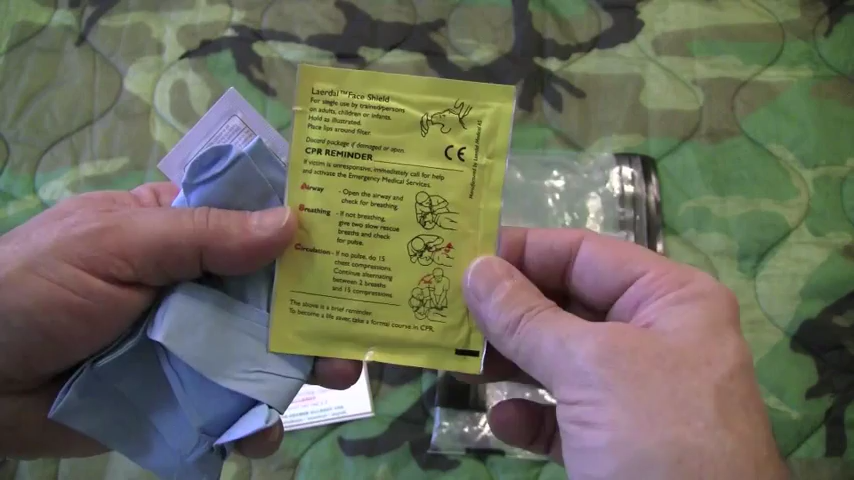 Laerdal™ Face Shield
For single use by trained persons
on adults, children or infants.
Hold as illustrated.
Place lips around filter.
Discard package if damaged or open.
CE
Manufactured by Laerdal Medical AS
CPR REMINDER
If victim is unresponsive, immediately call for help
and activate the Emergency Medical Services.
Airway - Open the airway and
check for breathing.
Breathing - If not breathing,
give two slow rescue
breaths and check
for pulse.
Circulation - If no pulse, do 15
chest compressions.
Continue alternating
between 2 breaths
and 15 compressions.
The above is a brief reminder.
To become a life saver, take a formal course in CPR.